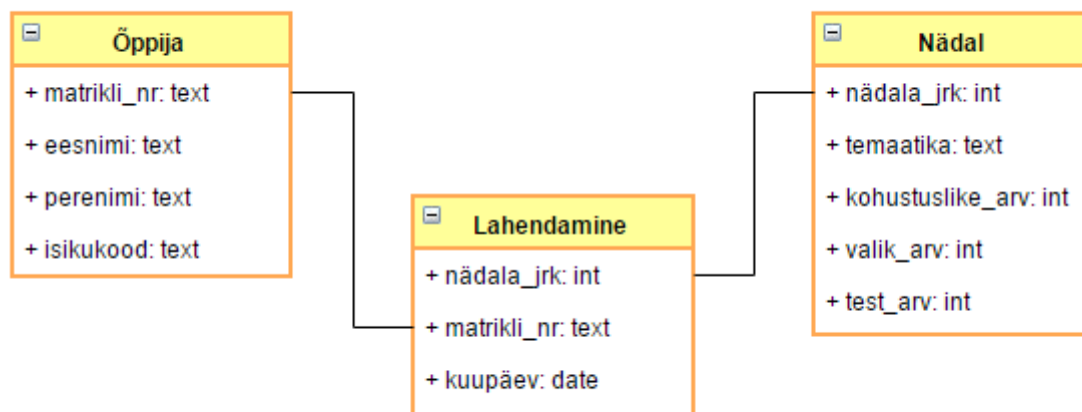 Õppija
+ matrikli_nr: text
+ eesnimi: text
+ perenimi: text
+ isikukood: text
Lahendamine
+ nädala_jrk: int
+ matrikli_nr: text
+ kuupäev: date
Nädal
+ nädala_jrk: int
+ temaatika: text
+ kohustuslike_arv: int
+ valik_arv: int
+ test_arv: int